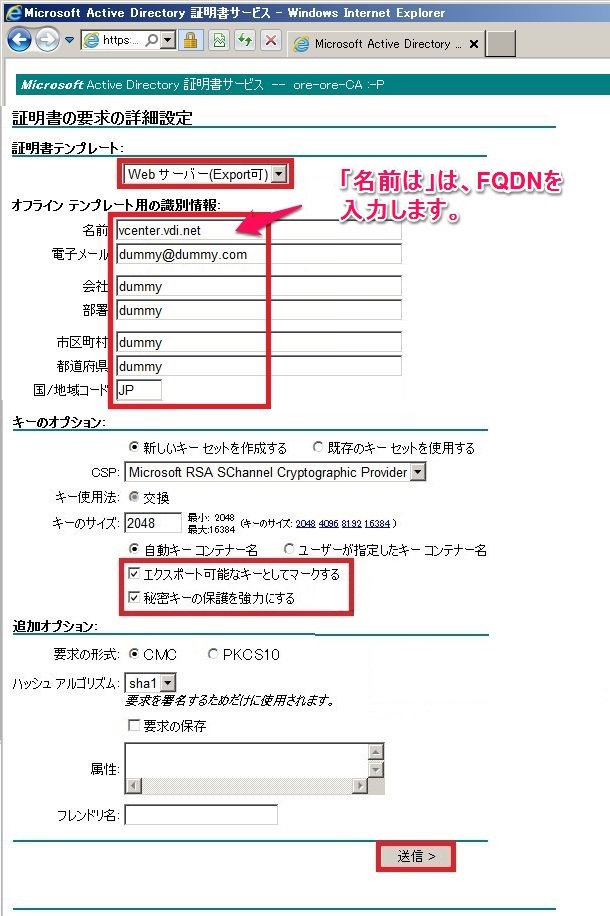 Microsoft Active Directory 証明書サービス - Windows Internet Explorer
https:...
Microsoft Active Directory ...
Microsoft Active Directory 証明書サービス -- ore-ore-CA :-P
証明書の要求の詳細設定
証明書テンプレート:
Web サーバー(Export可)
「名前は」は、FQDNを
入力します。
オフライン テンプレート用の識別情報:
名前 vcenter.vdi.net
電子メール dummy@dummy.com
会社 dummy
部署 dummy
市区町村 dummy
都道府県 dummy
国/地域コード JP
キーのオプション:
新しいキー セットを作成する 既存のキー セットを使用する
CSP: Microsoft RSA SChannel Cryptographic Provider
キー使用法: 交換
キーのサイズ: 2048 最小: 2048 最大:16384 (キーのサイズ: 2048 4096 8192 16384 )
自動キー コンテナー名 ユーザーが指定したキー コンテナー名
エクスポート可能なキーとしてマークする
秘密キーの保護を強力にする
追加オプション:
要求の形式: CMC PKCS10
ハッシュ アルゴリズム: sha1
要求を署名するためだけに使用されます。
要求の保存
属性:
フレンドリ名:
送信 >